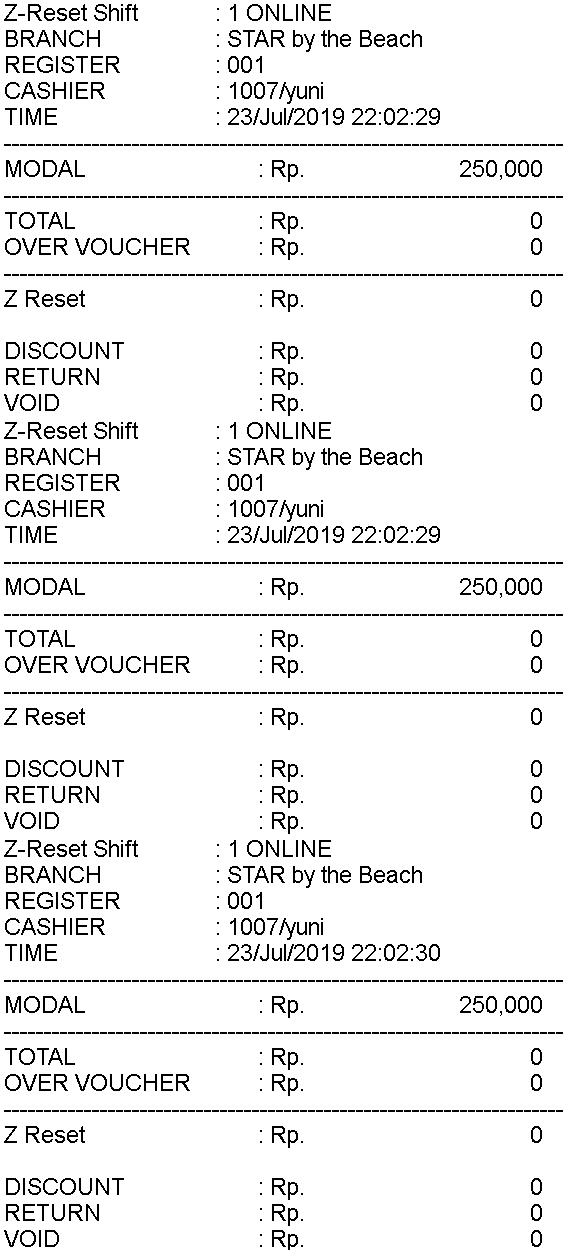 Z-Reset Shift : 1 ONLINE
BRANCH : STAR by the Beach
REGISTER : 001
CASHIER : 1007/yuni
TIME : 23/Jul/2019 22:02:29
--------------------------------------------------------------------------------
MODAL : Rp. 250,000
--------------------------------------------------------------------------------
TOTAL : Rp. 0
OVER VOUCHER : Rp. 0
--------------------------------------------------------------------------------
Z Reset : Rp. 0
DISCOUNT : Rp. 0
RETURN : Rp. 0
VOID : Rp. 0
Z-Reset Shift : 1 ONLINE
BRANCH : STAR by the Beach
REGISTER : 001
CASHIER : 1007/yuni
TIME : 23/Jul/2019 22:02:29
--------------------------------------------------------------------------------
MODAL : Rp. 250,000
--------------------------------------------------------------------------------
TOTAL : Rp. 0
OVER VOUCHER : Rp. 0
--------------------------------------------------------------------------------
Z Reset : Rp. 0
DISCOUNT : Rp. 0
RETURN : Rp. 0
VOID : Rp. 0
Z-Reset Shift : 1 ONLINE
BRANCH : STAR by the Beach
REGISTER : 001
CASHIER : 1007/yuni
TIME : 23/Jul/2019 22:02:30
--------------------------------------------------------------------------------
MODAL : Rp. 250,000
--------------------------------------------------------------------------------
TOTAL : Rp. 0
OVER VOUCHER : Rp. 0
--------------------------------------------------------------------------------
Z Reset : Rp. 0
DISCOUNT : Rp. 0
RETURN : Rp. 0
VOID : Rp. 0